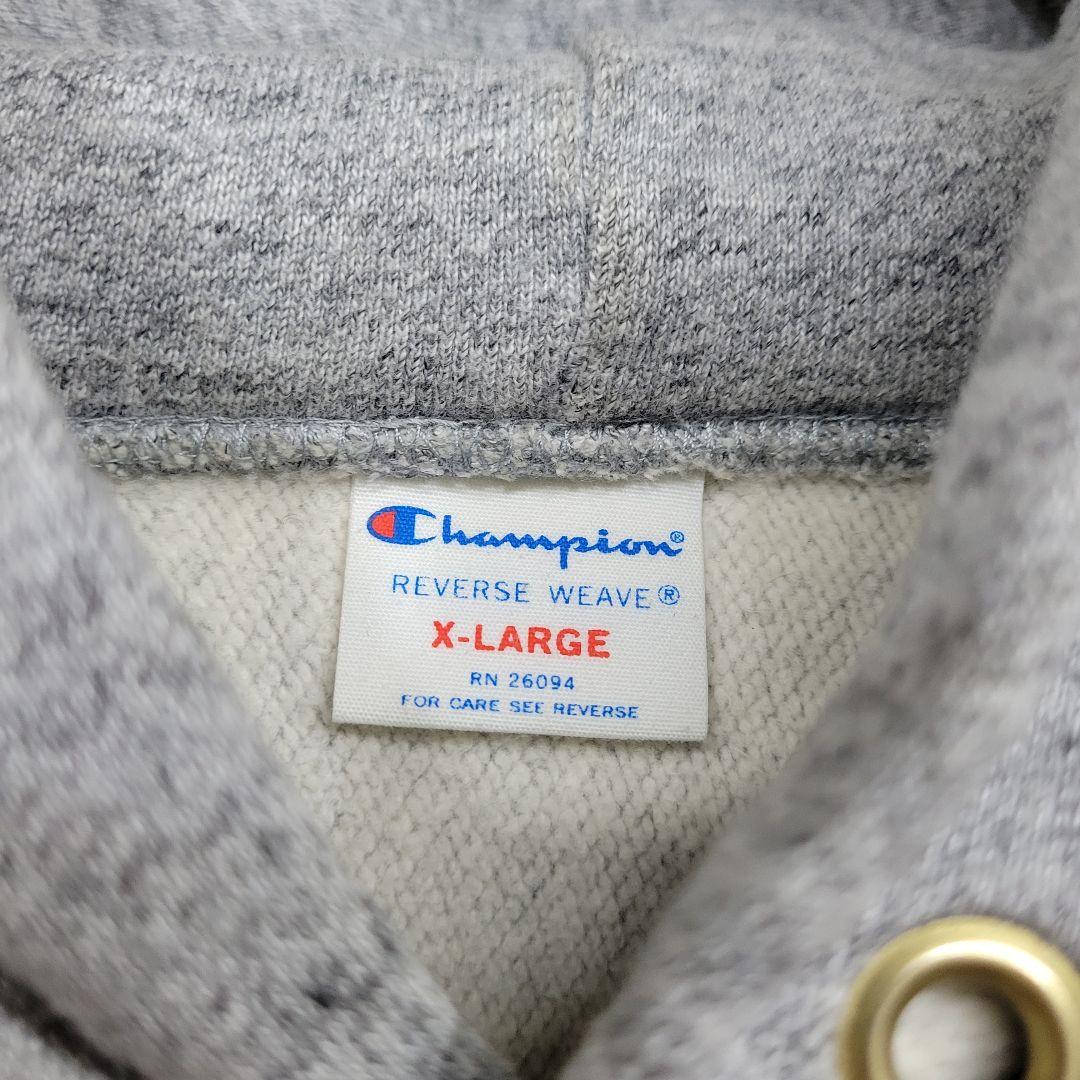 Champion®
REVERSE WEAVE®
X-LARGE
RN 26094
FOR CARE SEE REVERSE